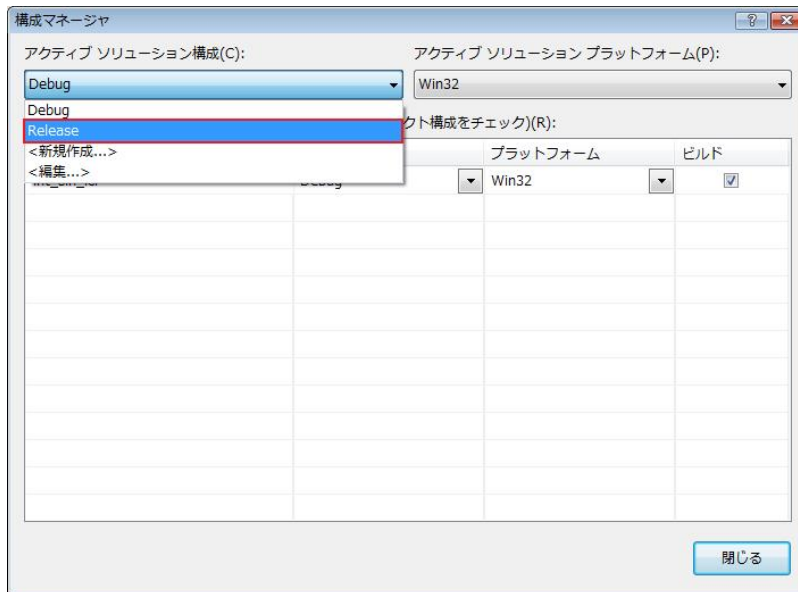 構成マネージャ
アクティブ ソリューション構成(C):
アクティブ ソリューション プラットフォーム(P):
Debug
Win32
Debug
Release
<新規作成...>
<編集...>
クト構成をチェック)(R):
プラットフォーム
ビルド
Debug
Win32
閉じる